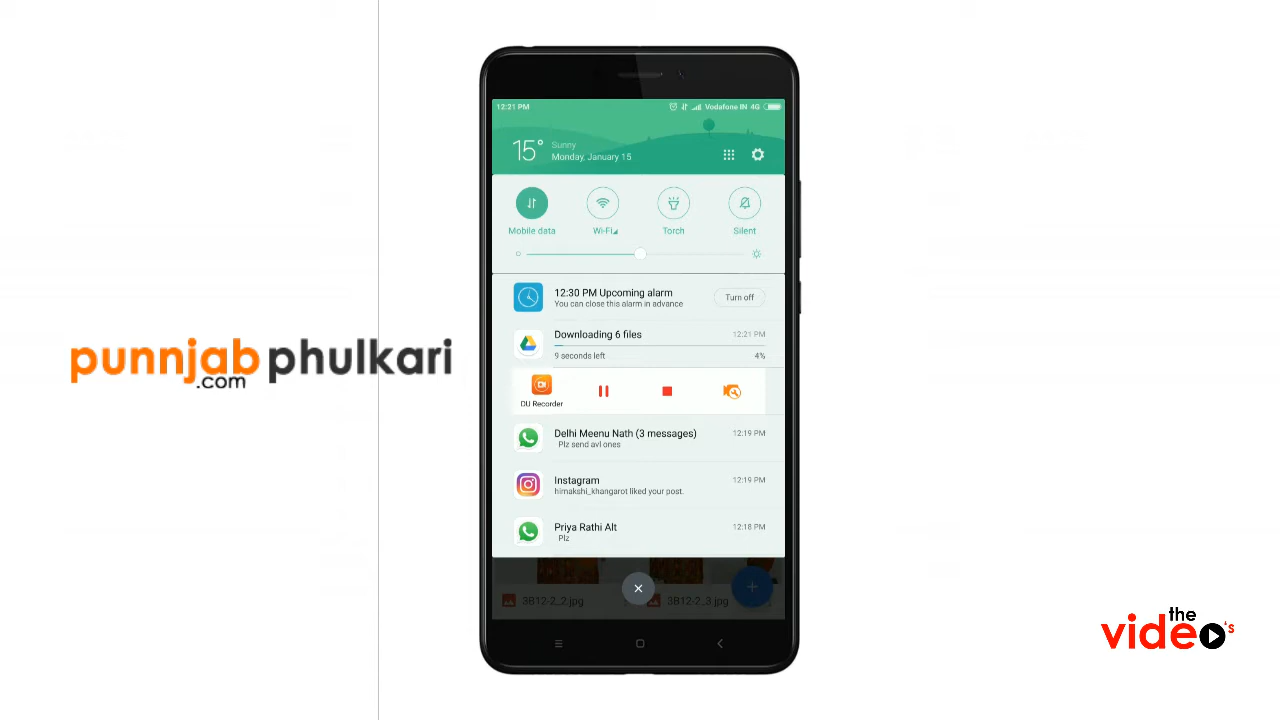 12:21 PM
Vodafone IN 4G
15°
Sunny
Monday, January 15
Mobile data
Wi-Fi
Torch
Silent
12:30 PM Upcoming alarm
You can close this alarm in advance
Turn off
Downloading 6 files
12:21 PM
9 seconds left
4%
punnjab phulkari
.com
DU Recorder
Delhi Meenu Nath (3 messages)
12:19 PM
Plz send avl ones
Instagram
12:19 PM
himakshi_khangarot liked your post.
Priya Rathi Alt
12:18 PM
Plz
3B12-2_2.jpg
3B12-2_3.jpg
the
video's